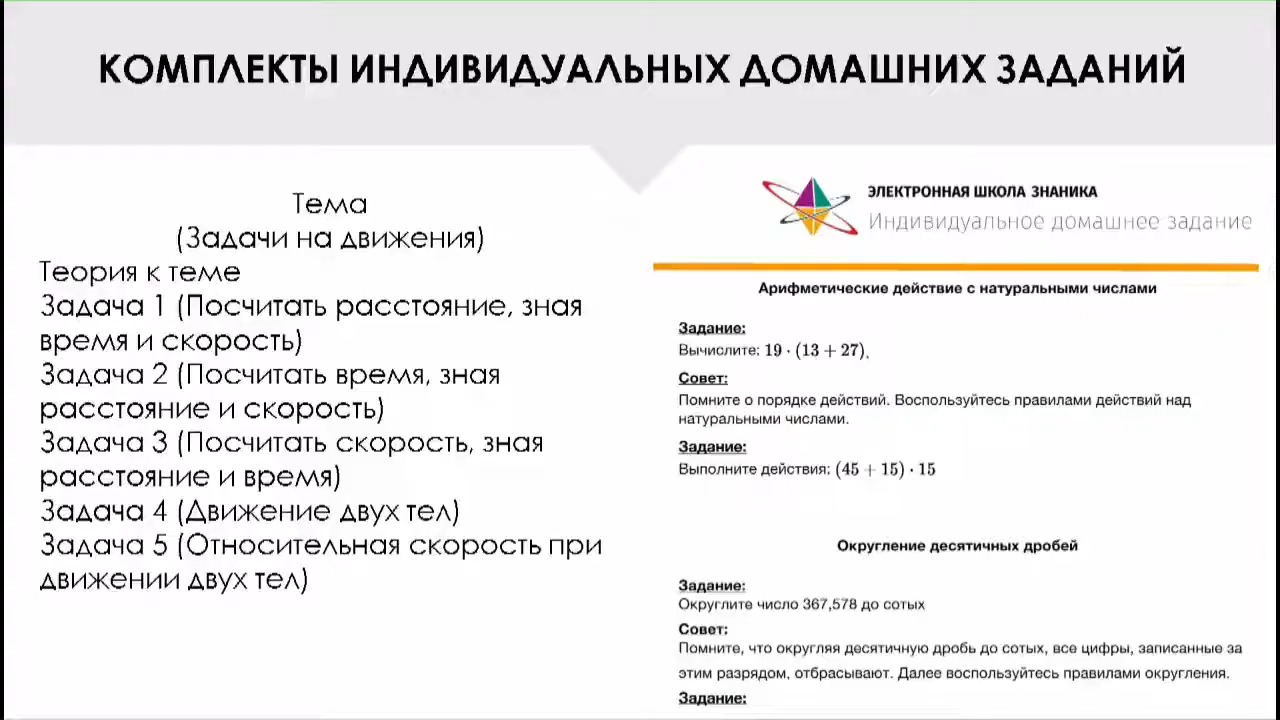 КОМПЛЕКТЫ ИНДИВИДУАЛЬНЫХ ДОМАШНИХ ЗАДАНИЙ
Тема
(Задачи на движения)
Теория к теме
Задача 1 (Посчитать расстояние, зная
время и скорость)
Задача 2 (Посчитать время, зная
расстояние и скорость)
Задача 3 (Посчитать скорость, зная
расстояние и время)
Задача 4 (Движение двух тел)
Задача 5 (Относительная скорость при
движении двух тел)
ЭЛЕКТРОННАЯ ШКОЛА ЗНАНИКА
Индивидуальное домашнее задание
Арифметические действие с натуральными числами
Задание:
Вычислите: 19 · (13 + 27).
Совет:
Помните о порядке действий. Воспользуйтесь правилами действий над
натуральными числами.
Задание:
Выполните действия: (45 + 15) · 15
Округление десятичных дробей
Задание:
Округлите число 367,578 до сотых
Совет:
Помните, что округляя десятичную дробь до сотых, все цифры, записанные за
этим разрядом, отбрасывают. Далее воспользуйтесь правилами округления.
Задание: